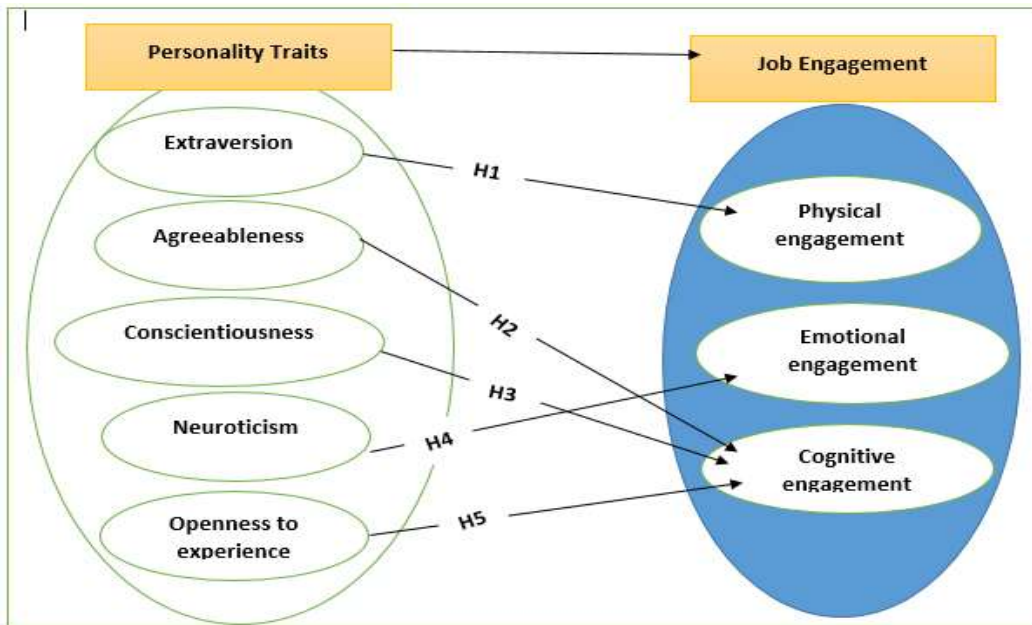 Personality Traits
Job Engagement
Extraversion
H1
Physical
engagement
Agreeableness
H2
Conscientiousness
H3
Emotional
engagement
Neuroticism
H4
Cognitive
engagement
Openness to
experience
H5